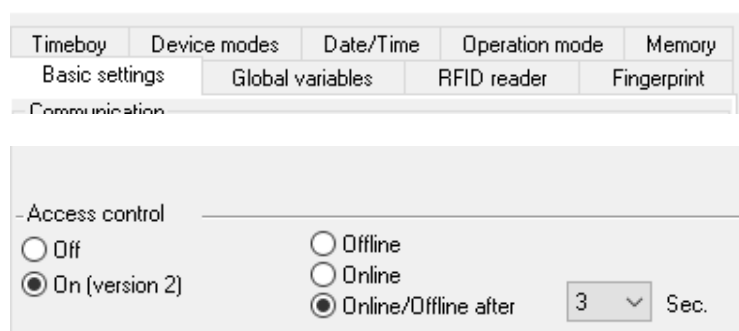 Timeboy Device modes Date/Time Operation mode Memory
Basic settings Global variables RFID reader Fingerprint
Communication
Access control
Off Offline
On (version 2) Online
Online/Offline after 3 Sec.